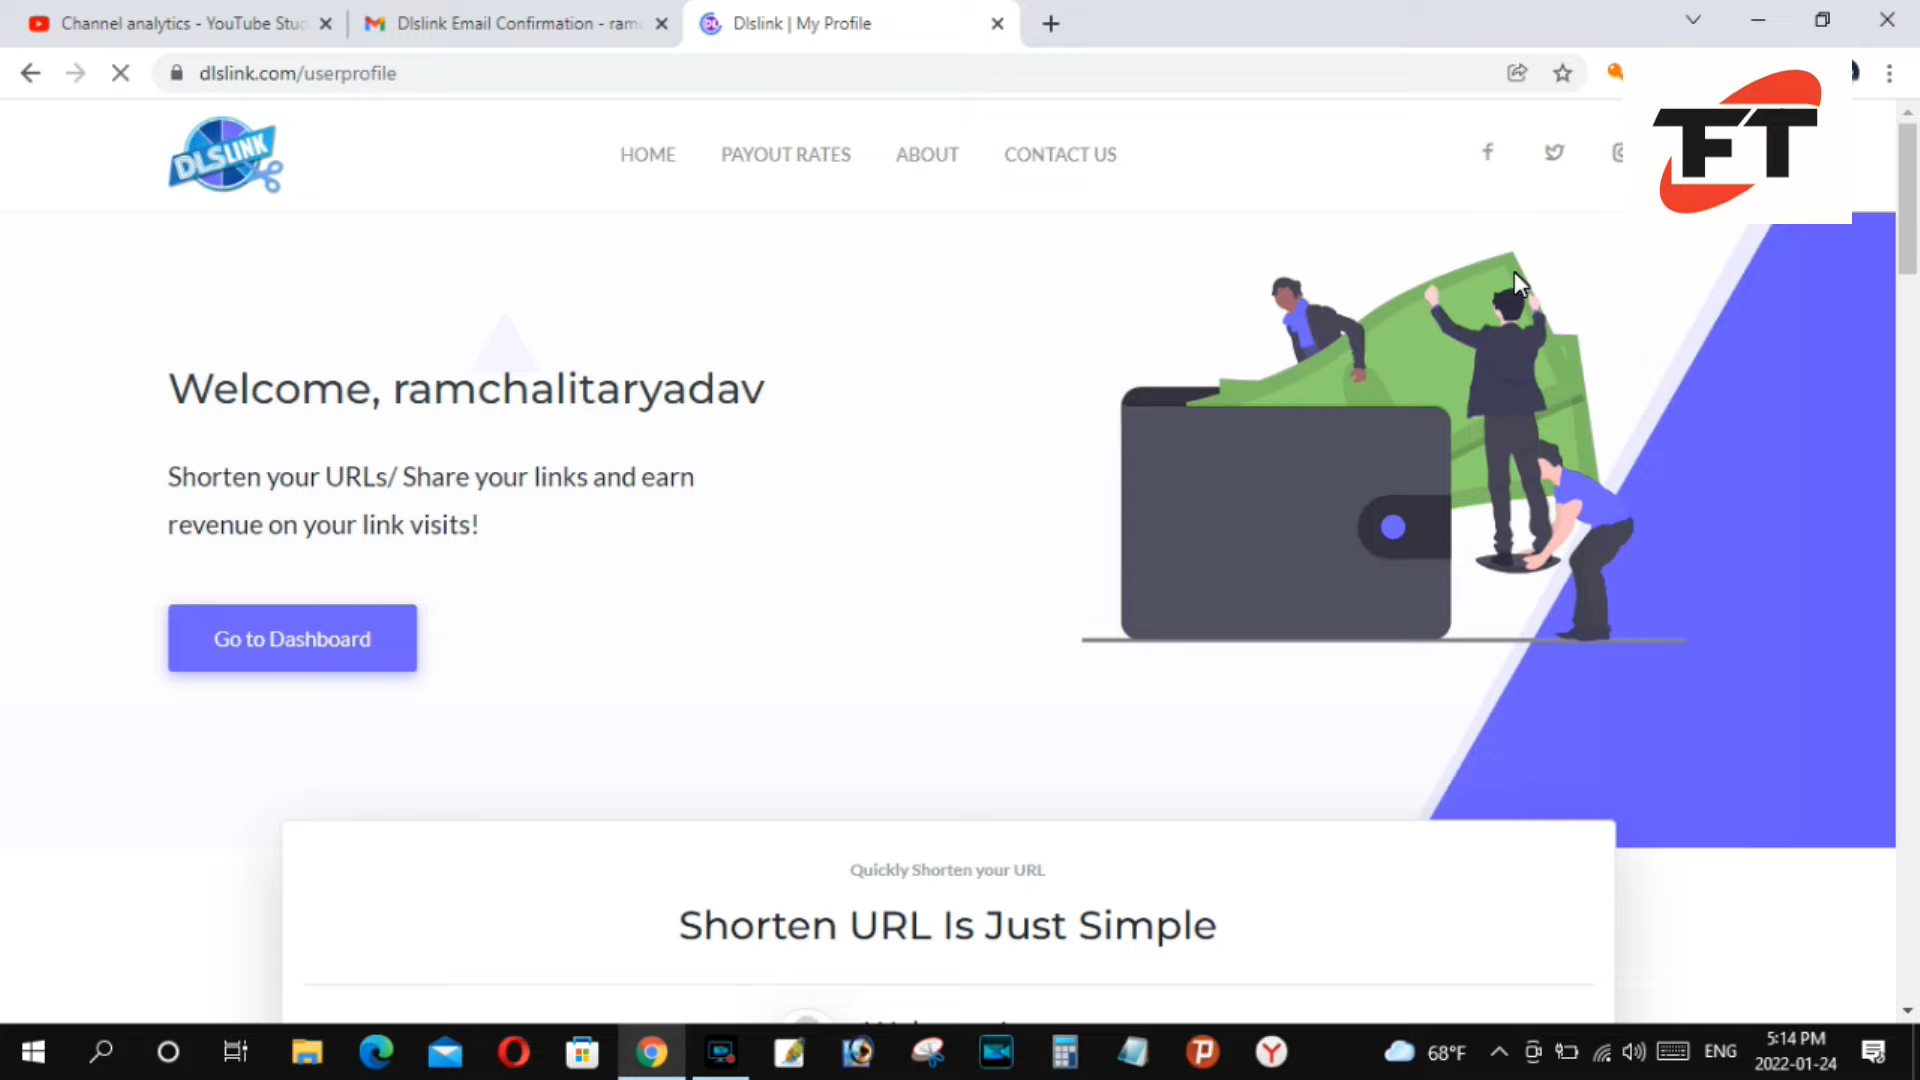 Channel analytics - YouTube Stu
Dlslink Email Confirmation - ram
Dlslink | My Profile
dlslink.com/userprofile
DLSLINK
HOME
PAYOUT RATES
ABOUT
CONTACT US
FT
Welcome, ramchalitaryadav
Shorten your URLs/ Share your links and earn
revenue on your link visits!
Go to Dashboard
Quickly Shorten your URL
Shorten URL Is Just Simple
68°F
ENG
5:14 PM
2022-01-24